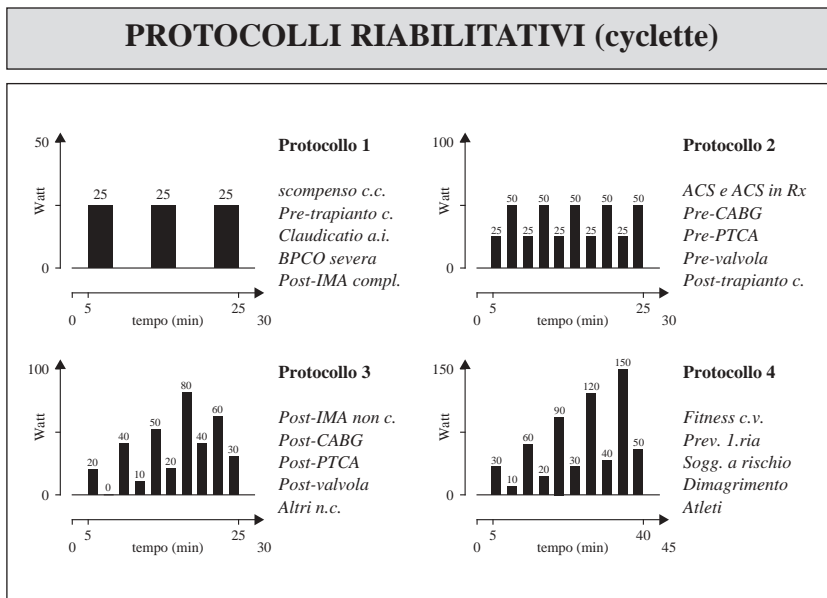 PROTOCOLLI RIABILITATIVI (cyclette)
50
Watt
0
25 25 25
0 5 25 30
tempo (min)
Protocollo 1
scompenso c.c.
Pre-trapianto c.
Claudicatio a.i.
BPCO severa
Post-IMA compl.
100
Watt
0
25 50 25 50 25 50 25 50 25 50
0 5 25 30
tempo (min)
Protocollo 2
ACS e ACS in Rx
Pre-CABG
Pre-PTCA
Pre-valvola
Post-trapianto c.
100
Watt
0
20 0 40 10 50 20 80 40 60 30
0 5 25 30
tempo (min)
Protocollo 3
Post-IMA non c.
Post-CABG
Post-PTCA
Post-valvola
Altri n.c.
150
Watt
0
30 10 60 20 90 30 120 40 150 50
0 5 40 45
tempo (min)
Protocollo 4
Fitness c.v.
Prev. 1.ria
Sogg. a rischio
Dimagrimento
Atleti